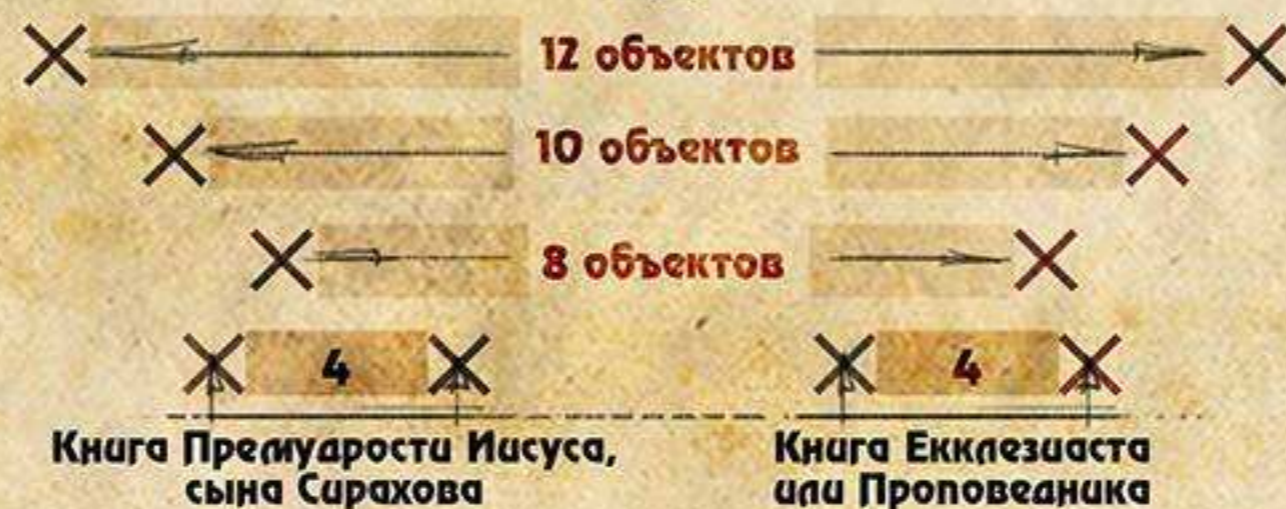 12 объектов
10 объектов
8 объектов
4 4
Книга Премудрости Иисуса,
сына Сирахова
Книга Екклезиаста
или Проповедника